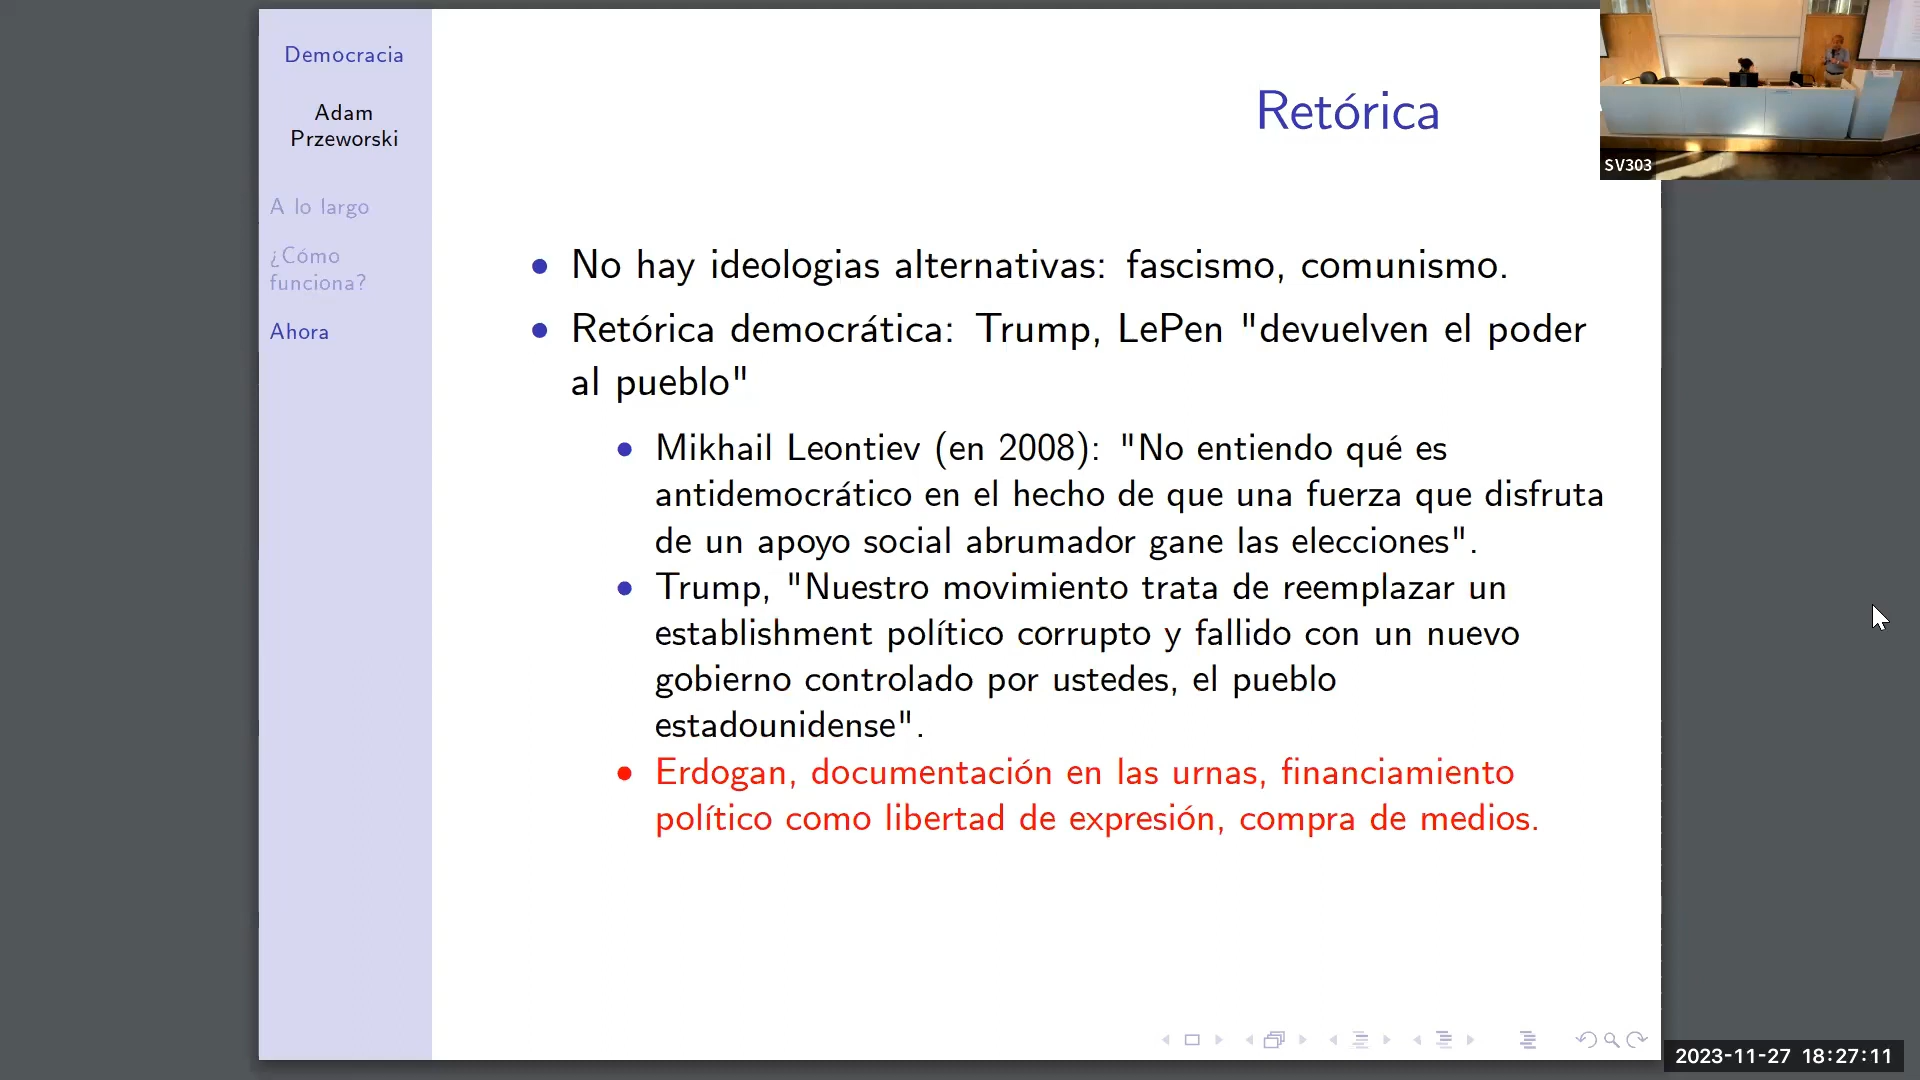 Democracia
Adam
Przeworski
A lo largo
¿Cómo
funciona?
Ahora
Retórica
SV303
• No hay ideologias alternativas: fascismo, comunismo.
• Retórica democrática: Trump, LePen "devuelven el poder
al pueblo"
• Mikhail Leontiev (en 2008): "No entiendo qué es
antidemocrático en el hecho de que una fuerza que disfruta
de un apoyo social abrumador gane las elecciones".
• Trump, "Nuestro movimiento trata de reemplazar un
establishment político corrupto y fallido con un nuevo
gobierno controlado por ustedes, el pueblo
estadounidense".
• Erdogan, documentación en las urnas, financiamiento
político como libertad de expresión, compra de medios.
2023-11-27 18:27:11